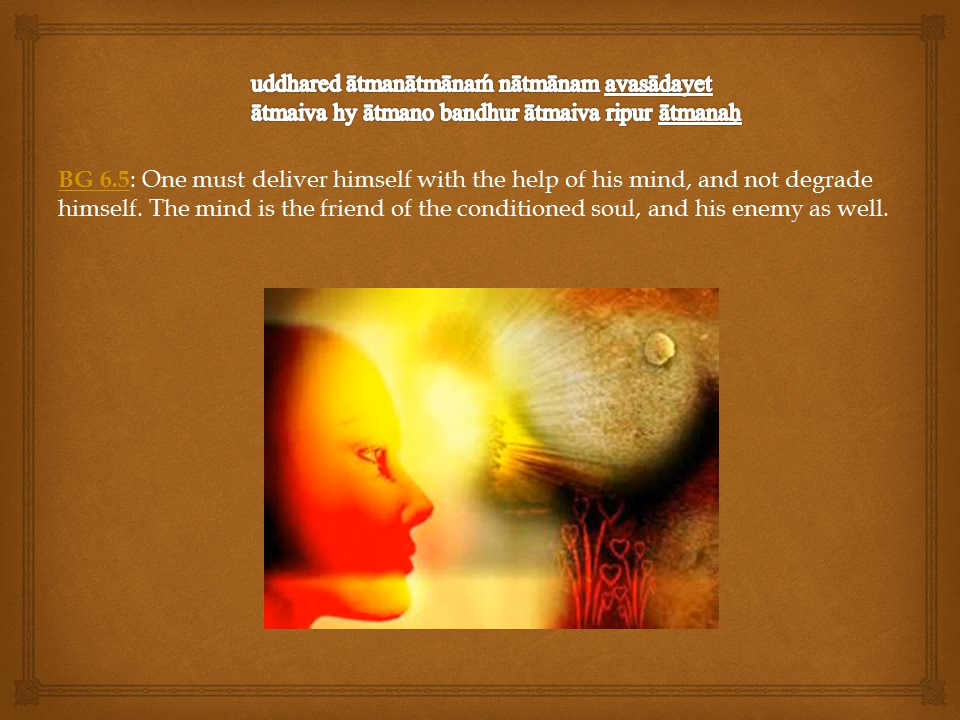 uddhared ātmanātmānaṁ nātmānam avasādayet
ātmaiva hy ātmano bandhur ātmaiva ripur ātmanaḥ
BG 6.5: One must deliver himself with the help of his mind, and not degrade
himself. The mind is the friend of the conditioned soul, and his enemy as well.